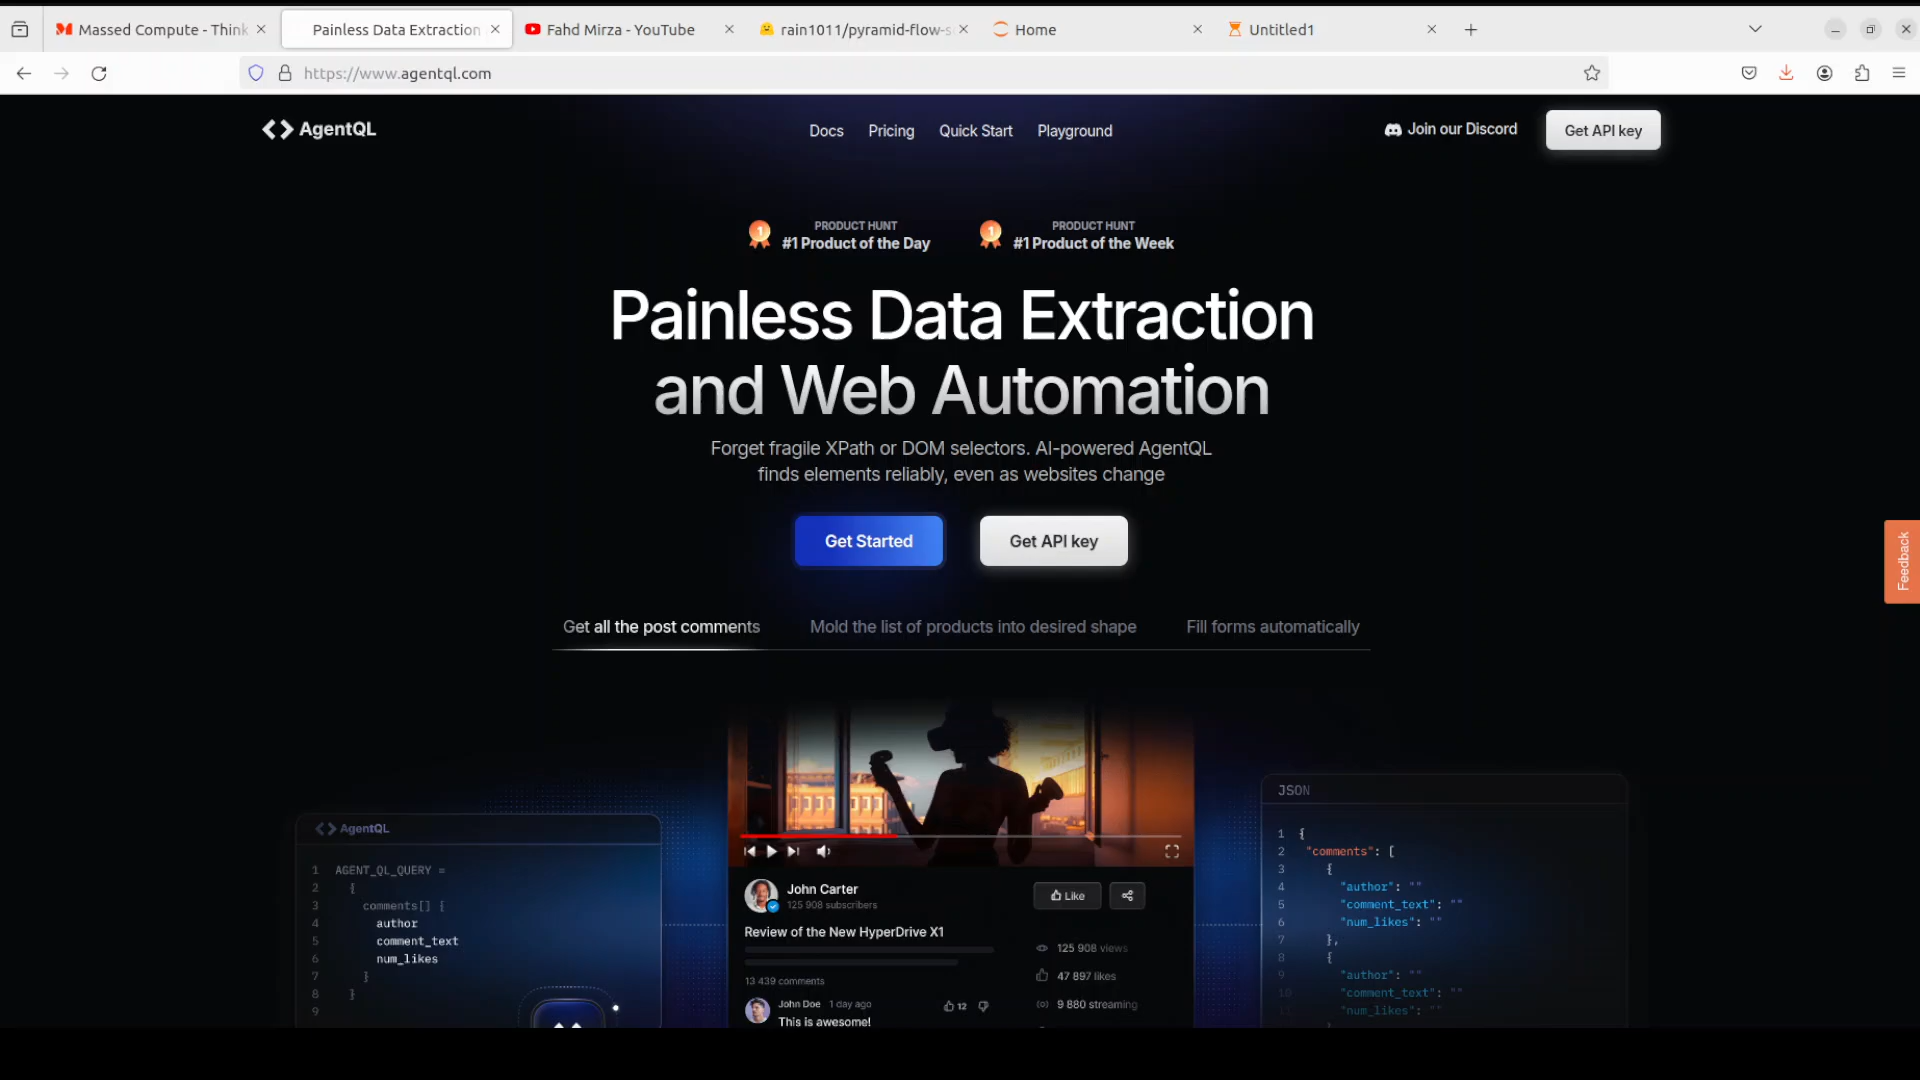 Massed Compute - Think
Painless Data Extraction
Fahd Mirza - YouTube
rain1011/pyramid-flow-s
Home
Untitled1
https://www.agentql.com
AgentQL
Docs
Pricing
Quick Start
Playground
Join our Discord
Get API key
PRODUCT HUNT
#1 Product of the Day
PRODUCT HUNT
#1 Product of the Week
Painless Data Extraction
and Web Automation
Forget fragile XPath or DOM selectors. AI-powered AgentQL
finds elements reliably, even as websites change
Get Started
Get API key
Feedback
Get all the post comments
Mold the list of products into desired shape
Fill forms automatically
AgentQL
1 AGENT_QL_QUERY =
2 {
3 comments[] {
4 author
5 comment_text
6 num_likes
7 }
8 }
9
John Carter
125 908 subscribers
Like
Review of the New HyperDrive X1
125 908 views
47 897 likes
13 439 comments
9 880 streaming
John Doe 1 day ago
12
This is awesome!
JSON
1 {
2 "comments": [
3 {
4 "author": ""
5 "comment_text": ""
6 "num_likes": ""
7 },
8 {
9 "author": ""
10 "comment_text": ""
11 "num_likes": ""